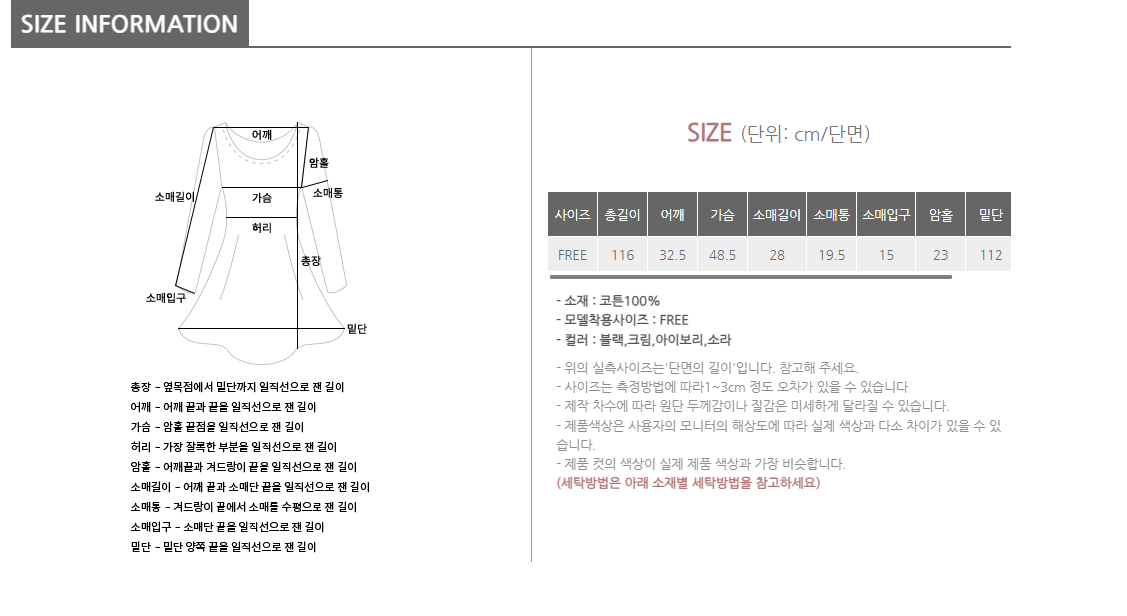 SIZE INFORMATION
어깨
암홀
소매길이
가슴
소매통
허리
총장
소매입구
밑단
총장 - 옆목점에서 밑단까지 일직선으로 잰 길이
어깨 - 어깨 끝과 끝을 일직선으로 잰 길이
가슴 - 암홀 끝점을 일직선으로 잰 길이
허리 - 가장 잘록한 부분을 일직선으로 잰 길이
암홀 - 어깨끝과 겨드랑이 끝을 일직선으로 잰 길이
소매길이 - 어깨 끝과 소매단 끝을 일직선으로 잰 길이
소매통 - 겨드랑이 끝에서 소매를 수평으로 잰 길이
소매입구 - 소매단 끝을 일직선으로 잰 길이
밑단 - 밑단 양쪽 끝을 일직선으로 잰 길이
SIZE (단위: cm/단면)
사이즈 총길이 어깨 가슴 소매길이 소매통 소매입구 암홀 밑단
FREE 116 32.5 48.5 28 19.5 15 23 112
- 소재 : 코튼100%
- 모델착용사이즈 : FREE
- 컬러 : 블랙,크림,아이보리,소라
- 위의 실측사이즈는'단면의 길이'입니다. 참고해 주세요.
- 사이즈는 측정방법에 따라1~3cm 정도 오차가 있을 수 있습니다
- 제작 차수에 따라 원단 두께감이나 질감은 미세하게 달라질 수 있습니다.
- 제품색상은 사용자의 모니터의 해상도에 따라 실제 색상과 다소 차이가 있을 수 있
습니다.
- 제품 컷의 색상이 실제 제품 색상과 가장 비슷합니다.
(세탁방법은 아래 소재별 세탁방법을 참고하세요)